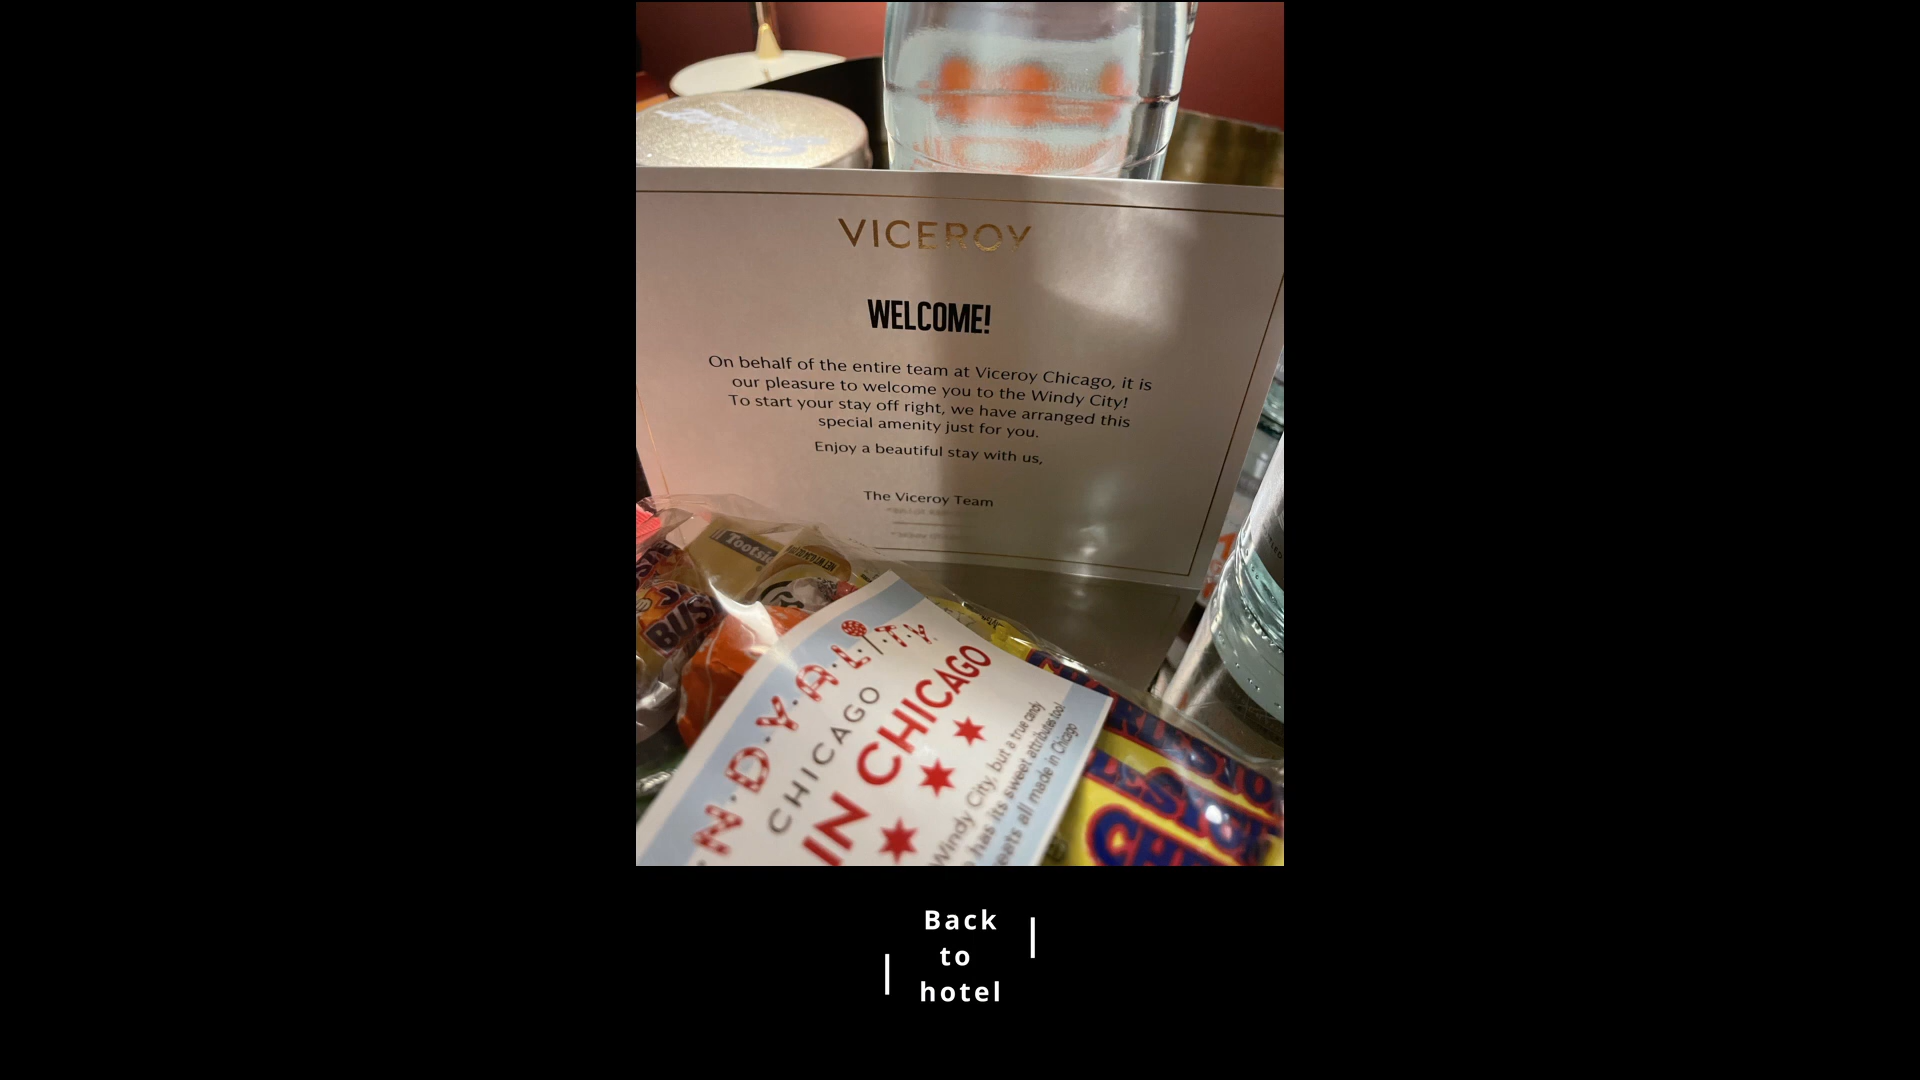 VICEROY
WELCOME!
On behalf of the entire team at Viceroy Chicago, it is
our pleasure to welcome you to the Windy City!
To start your stay off right, we have arranged this
special amenity just for you.
Enjoy a beautiful stay with us,
The Viceroy Team
Tootsie
BUS
N·D·Y·A·L·I·T·Y
CHICAGO
IN CHICAGO
Windy City, but a true candy
has its sweet attributes too!
eets all made in Chicago
Back
to
hotel